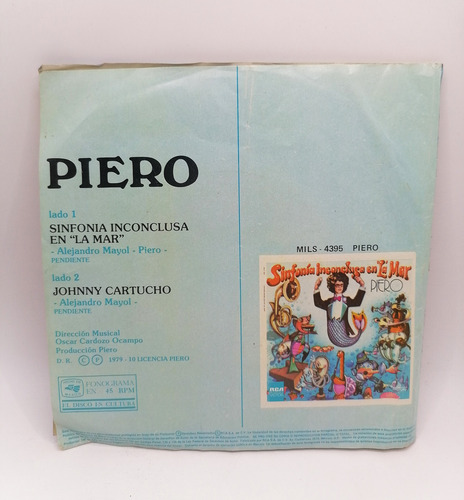 PIERO
lado 1
SINFONIA INCONCLUSA
EN "LA MAR"
- Alejandro Mayol - Piero -
PENDIENTE
lado 2
JOHNNY CARTUCHO
- Alejandro Mayol -
PENDIENTE
Dirección Musical
Oscar Cardozo Ocampo
Producción Piero
D. R. © P 1979 - 10 LICENCIA PIERO
FONOGRAMA
EN 45 RPM
EL DISCO ES CULTURA
MILS - 4395 PIERO
Sinfonía Inconclusa en La Mar
PIERO
RCA